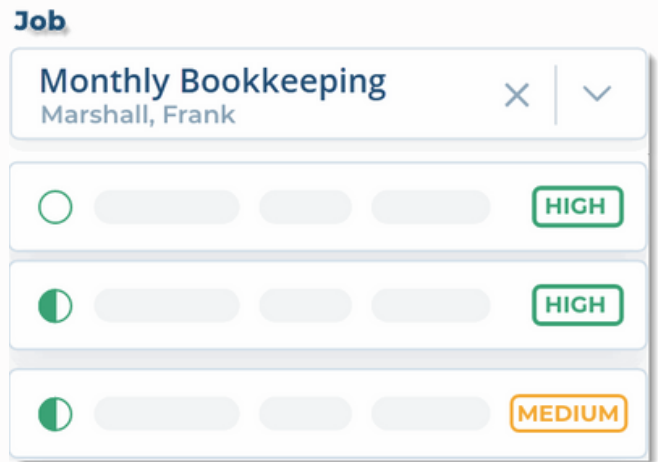 Job
Monthly Bookkeeping
Marshall, Frank
HIGH
HIGH
MEDIUM